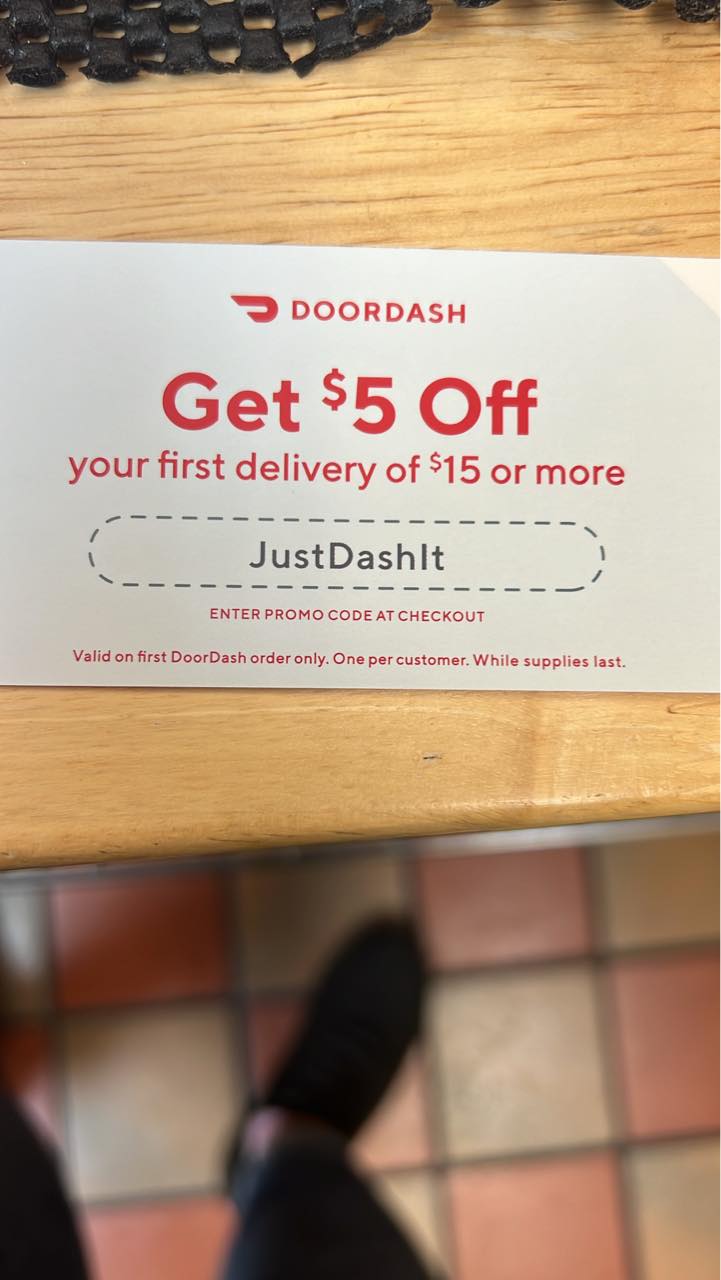 DOORDASH
Get $5 Off
your first delivery of $15 or more
JustDashIt
ENTER PROMO CODE AT CHECKOUT
Valid on first DoorDash order only. One per customer. While supplies last.